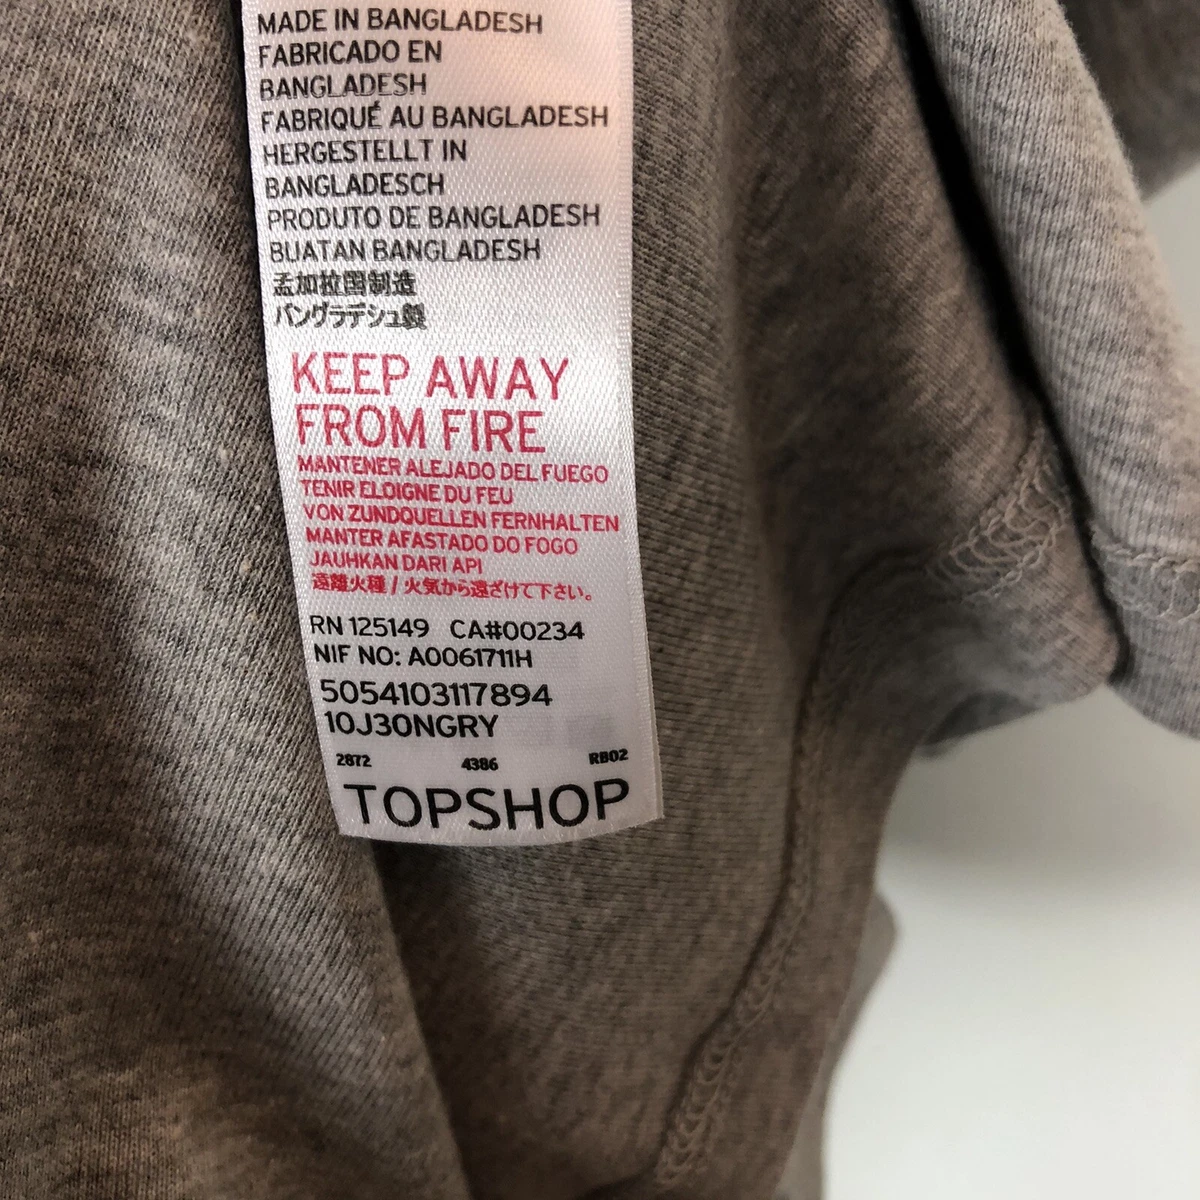 MADE IN BANGLADESH
FABRICADO EN
BANGLADESH
FABRIQUÉ AU BANGLADESH
HERGESTELLT IN
BANGLADESCH
PRODUTO DE BANGLADESH
BUATAN BANGLADESH
孟加拉国制造
バングラデシュ製
KEEP AWAY
FROM FIRE
MANTENER ALEJADO DEL FUEGO
TENIR ELOIGNE DU FEU
VON ZUNDQUELLEN FERNHALTEN
MANTER AFASTADO DO FOGO
JAUHKAN DARI API
遠離火種 / 火気から遠ざけて下さい。
RN 125149 CA#00234
NIF NO: A0061711H
5054103117894
10J30NGRY
2872 4386 RB02
TOPSHOP